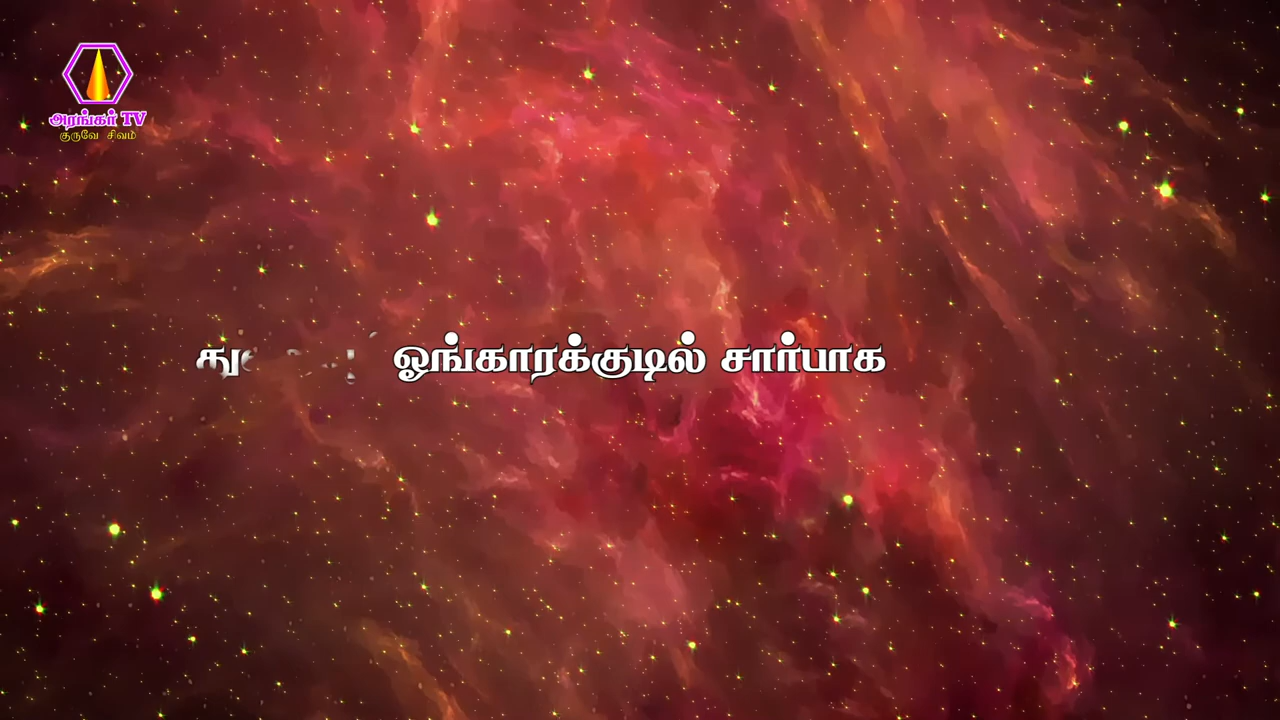 அரங்கர் TV
குருவே சிவம்
ஓங்காரக்குடில் சார்பாக